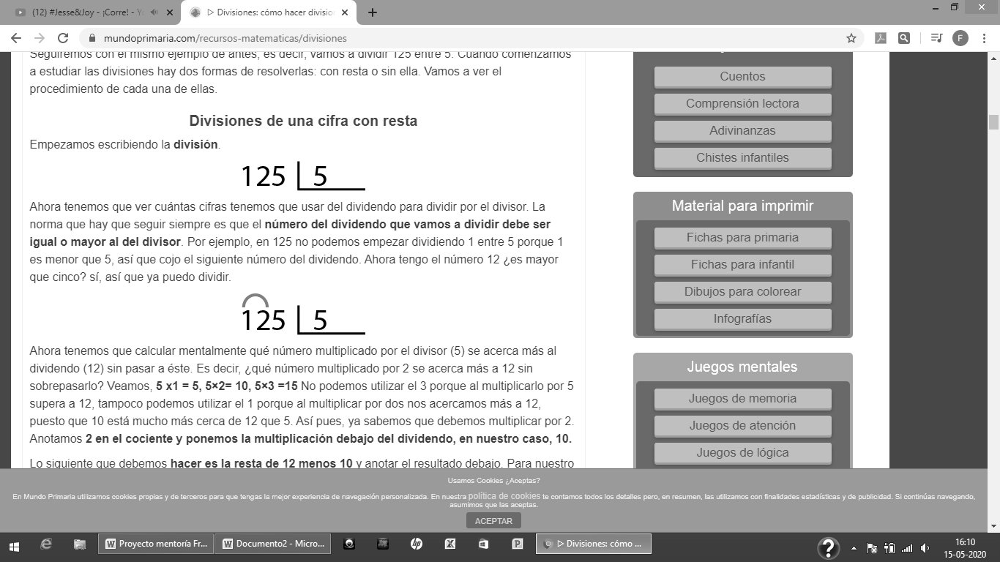 (12) #Jesse&Joy - ¡Corre! - Y
▷ Divisiones: cómo hacer division
mundoprimaria.com/recursos-matematicas/divisiones
F
Seguiremos con el mismo ejemplo de antes, es decir, vamos a dividir 125 entre 5. Cuando comenzamos
a estudiar las divisiones hay dos formas de resolverlas: con resta o sin ella. Vamos a ver el
procedimiento de cada una de ellas.
Divisiones de una cifra con resta
Empezamos escribiendo la división.
125 5
Ahora tenemos que ver cuántas cifras tenemos que usar del dividendo para dividir por el divisor. La
norma que hay que seguir siempre es que el número del dividendo que vamos a dividir debe ser
igual o mayor al del divisor. Por ejemplo, en 125 no podemos empezar dividiendo 1 entre 5 porque 1
es menor que 5, así que cojo el siguiente número del dividendo. Ahora tengo el número 12 ¿es mayor
que cinco? sí, así que ya puedo dividir.
125 5
Ahora tenemos que calcular mentalmente qué número multiplicado por el divisor (5) se acerca más al
dividendo (12) sin pasar a éste. Es decir, ¿qué número multiplicado por 2 se acerca más a 12 sin
sobrepasarlo? Veamos, 5 x1 = 5, 5×2= 10, 5×3 =15 No podemos utilizar el 3 porque al multiplicarlo por 5
supera a 12, tampoco podemos utilizar el 1 porque al multiplicar por dos nos acercamos más a 12,
puesto que 10 está mucho más cerca de 12 que 5. Así pues, ya sabemos que debemos multiplicar por 2.
Anotamos 2 en el cociente y ponemos la multiplicación debajo del dividendo, en nuestro caso, 10.
Lo siguiente que debemos hacer es la resta de 12 menos 10 y anotar el resultado debajo. Para nuestro
Cuentos
Comprensión lectora
Adivinanzas
Chistes infantiles
Material para imprimir
Fichas para primaria
Fichas para infantil
Dibujos para colorear
Infografías
Juegos mentales
Juegos de memoria
Juegos de atención
Juegos de lógica
Usamos Cookies ¿Aceptas?
En Mundo Primaria utilizamos cookies propias y de terceros para que tengas la mejor experiencia de navegación personalizada. En nuestra política de cookies te contamos todos los detalles pero, en resumen, las utilizamos con finalidades estadísticas y de publicidad. Si continúas navegando,
asumimos que las aceptas.
ACEPTAR
Proyecto mentoría Fr...
Documento2 - Micro...
▷ Divisiones: cómo ...
16:10
15-05-2020